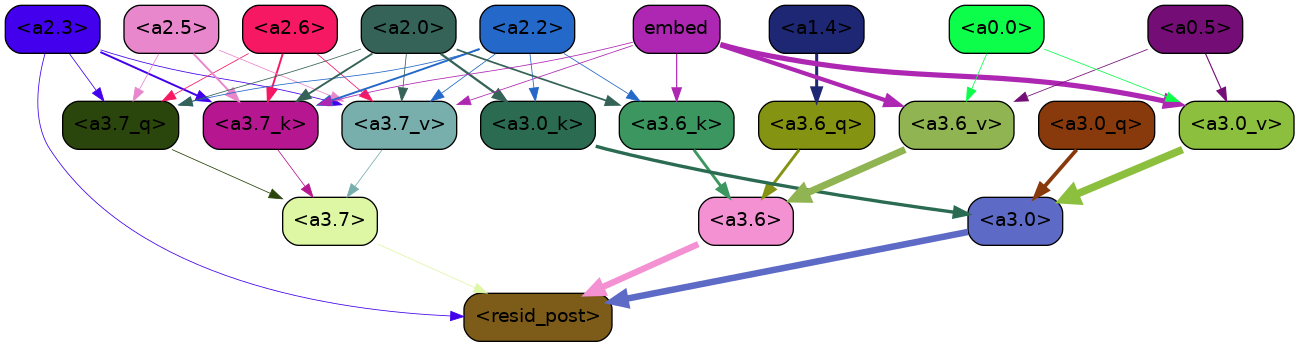 <a2.3> <a2.5> <a2.6> <a2.0> <a2.2> embed <a1.4> <a0.0> <a0.5>
<a3.7_q> <a3.7_k> <a3.7_v> <a3.0_k> <a3.6_k> <a3.6_q> <a3.6_v> <a3.0_q> <a3.0_v>
<a3.7> <a3.6> <a3.0>
<resid_post>